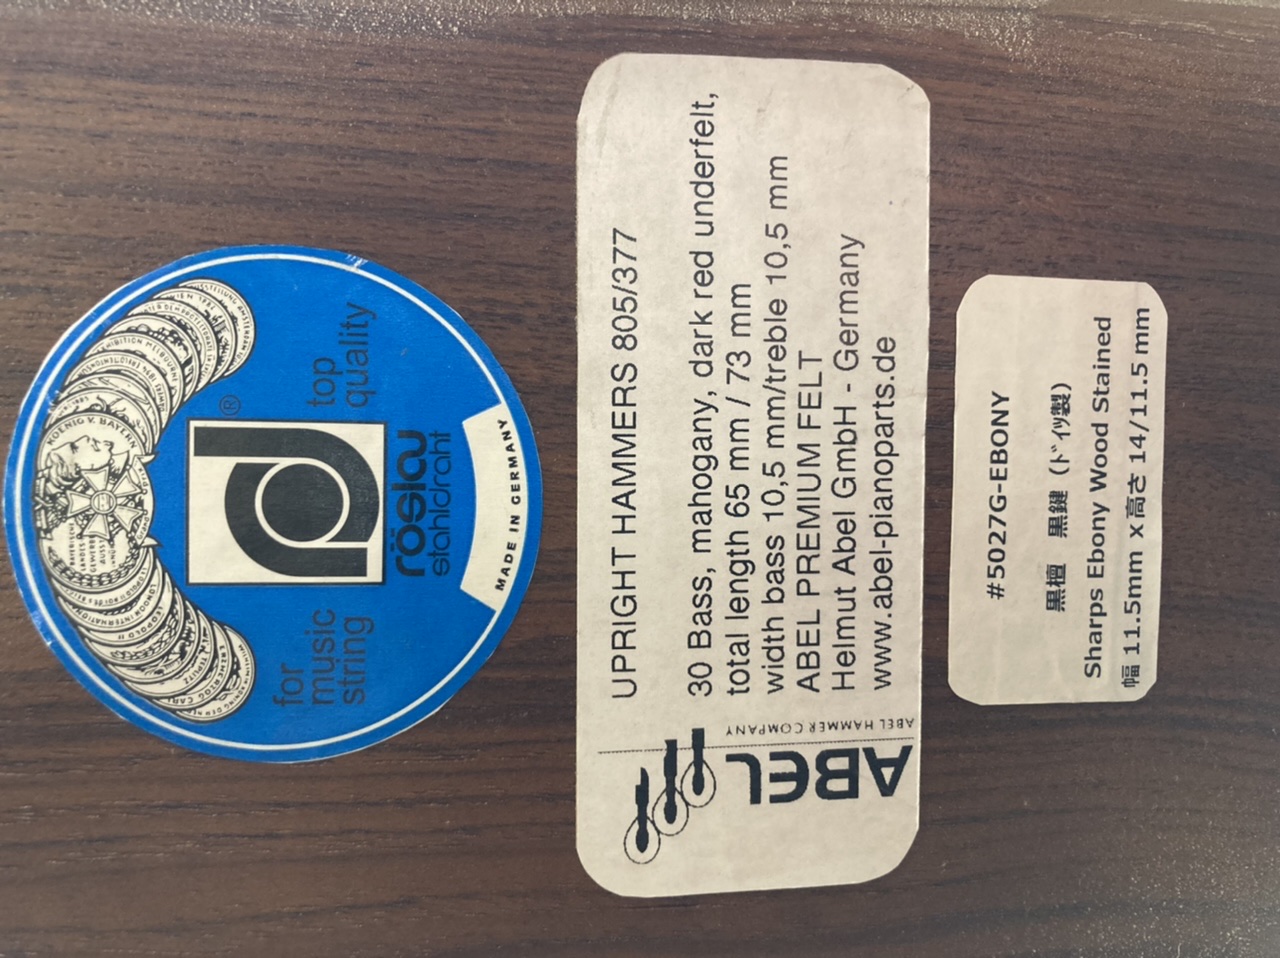 KOENIG V. BAYERN
®
röslau
stahldraht
for
music
string
top
quality
MADE IN GERMANY
ABEL
ABEL HAMMER COMPANY
UPRIGHT HAMMERS 805/377
30 Bass, mahogany, dark red underfelt,
total length 65 mm / 73 mm
width bass 10,5 mm/treble 10,5 mm
ABEL PREMIUM FELT
Helmut Abel GmbH - Germany
www.abel-pianoparts.de
#5027G-EBONY
黒檀 黒鍵 (ドイツ製)
Sharps Ebony Wood Stained
幅 11.5mm x 高さ 14/11.5 mm